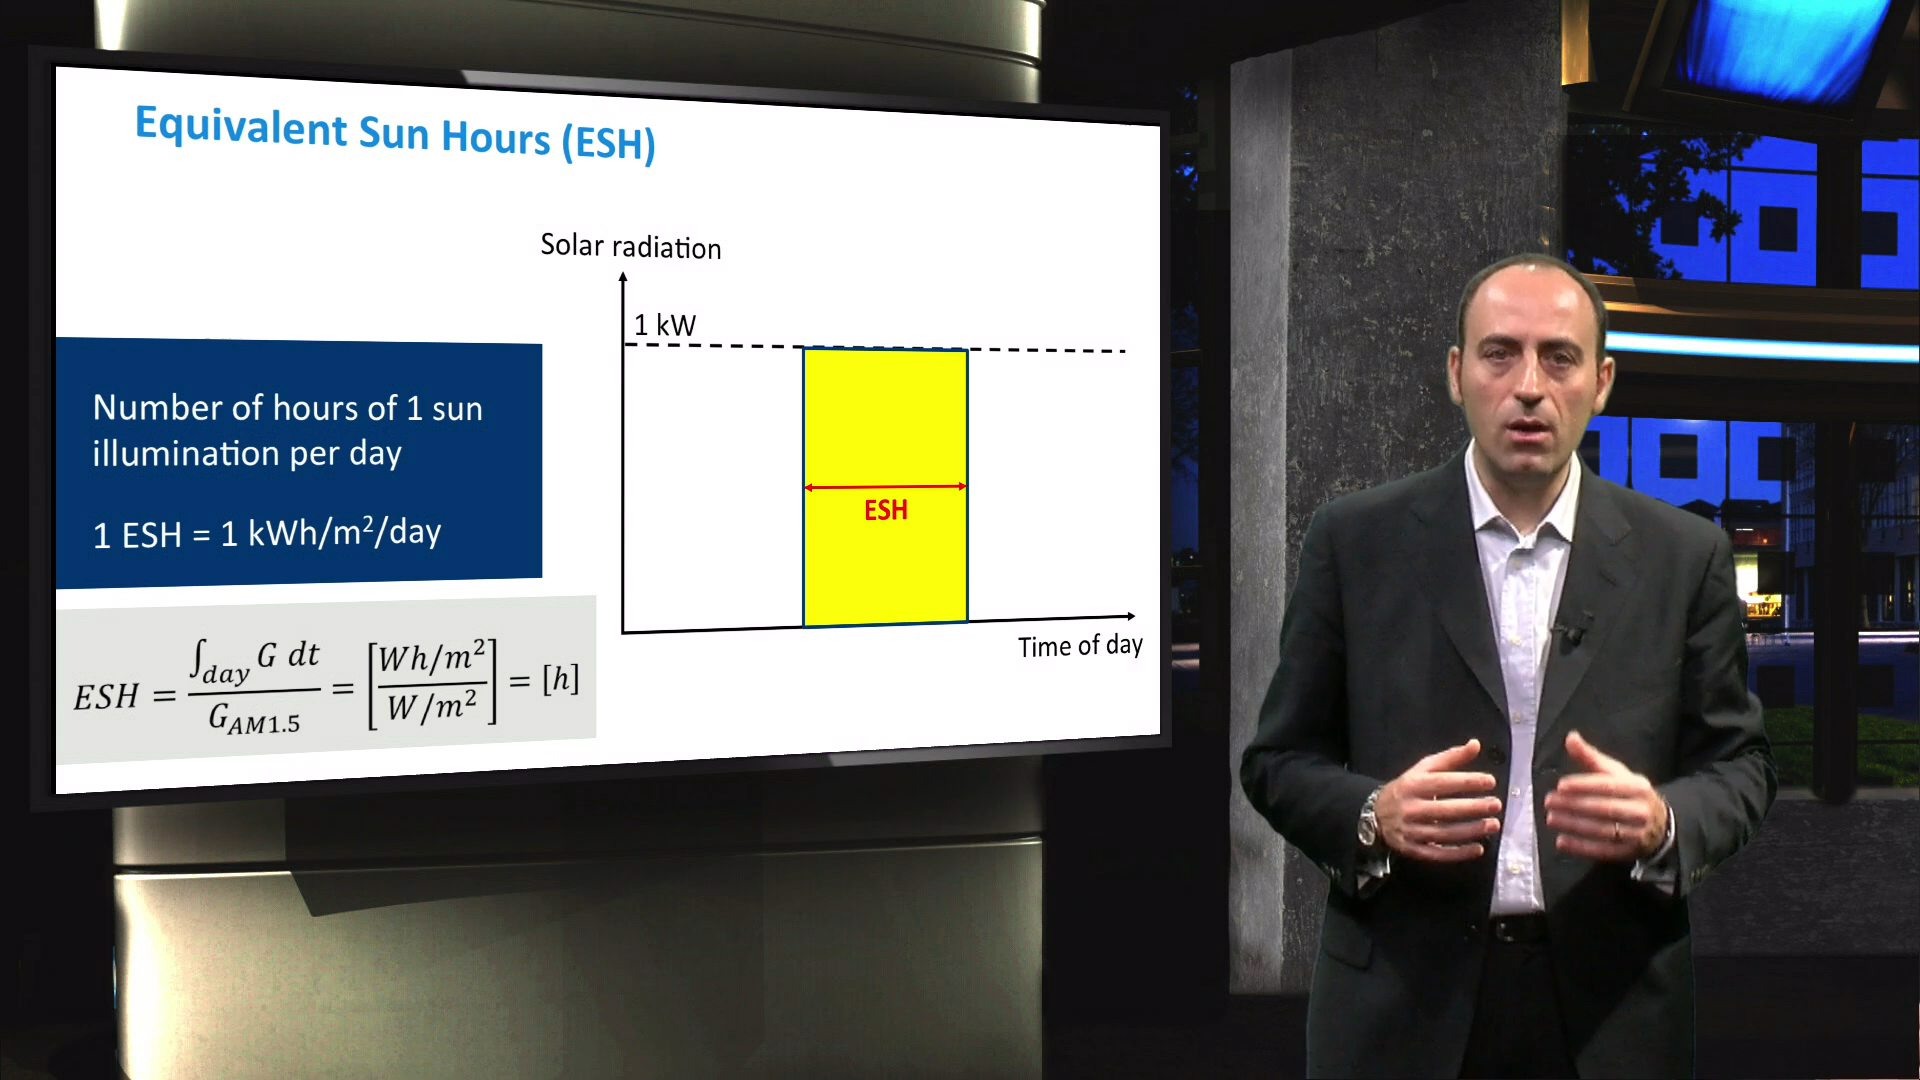 Equivalent Sun Hours (ESH)
Solar radiation
1 kW
Number of hours of 1 sun
illumination per day
1 ESH = 1 kWh/m²/day
ESH
Time of day
ESH = ∫day G dt / G_AM1.5 = [Wh/m² / W/m²] = [h]